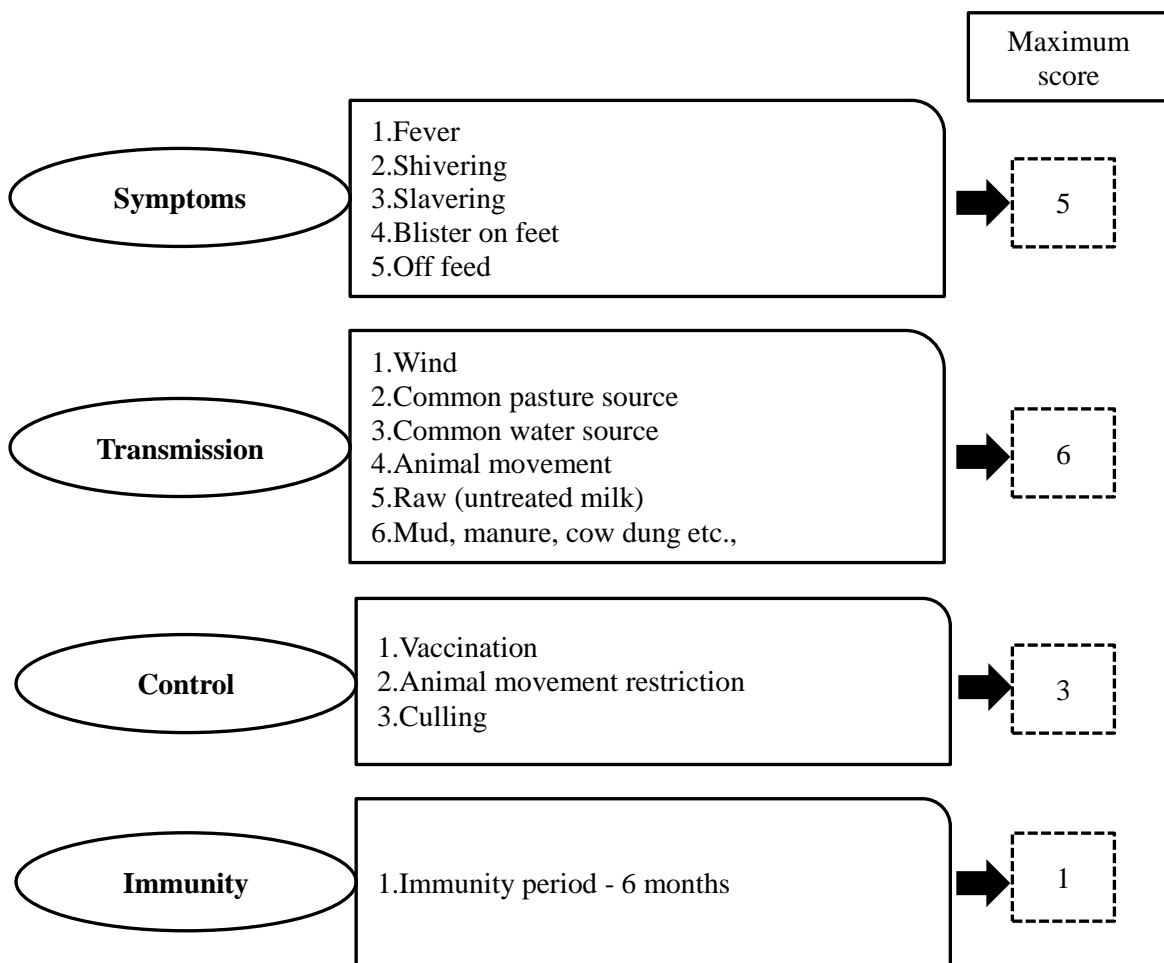 Maximum
score
Symptoms
1.Fever
2.Shivering
3.Slavering
4.Blister on feet
5.Off feed
5
Transmission
1.Wind
2.Common pasture source
3.Common water source
4.Animal movement
5.Raw (untreated milk)
6.Mud, manure, cow dung etc.,
6
Control
1.Vaccination
2.Animal movement restriction
3.Culling
3
Immunity
1.Immunity period - 6 months
1